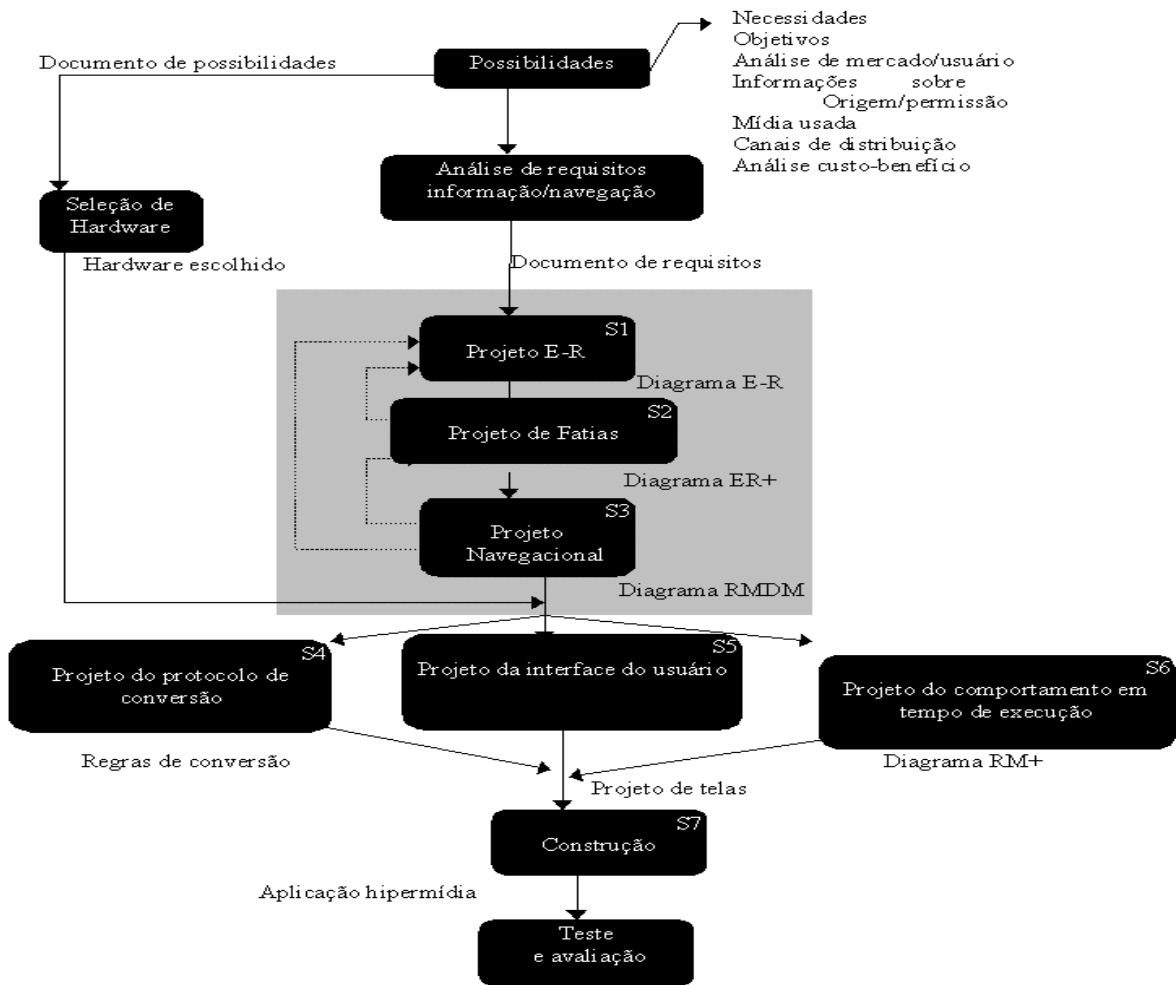 Necessidades
Objetivos
Análise de mercado/usuário
Informações sobre
Origem/permissão
Mídia usada
Canais de distribuição
Análise custo-benefício
Documento de possibilidades
Possibilidades
Análise de requisitos
informação/navegação
Seleção de
Hardware
Hardware escolhido
Documento de requisitos
S1
Projeto E-R
Diagrama E-R
S2
Projeto de Fatias
Diagrama ER+
S3
Projeto
Navegacional
Diagrama RMDM
S4
Projeto do protocolo de
conversão
S5
Projeto da interface do usuário
S6
Projeto do comportamento em
tempo de execução
Regras de conversão
Diagrama RM+
Projeto de telas
S7
Construção
Aplicação hipermídia
Teste
e avaliação